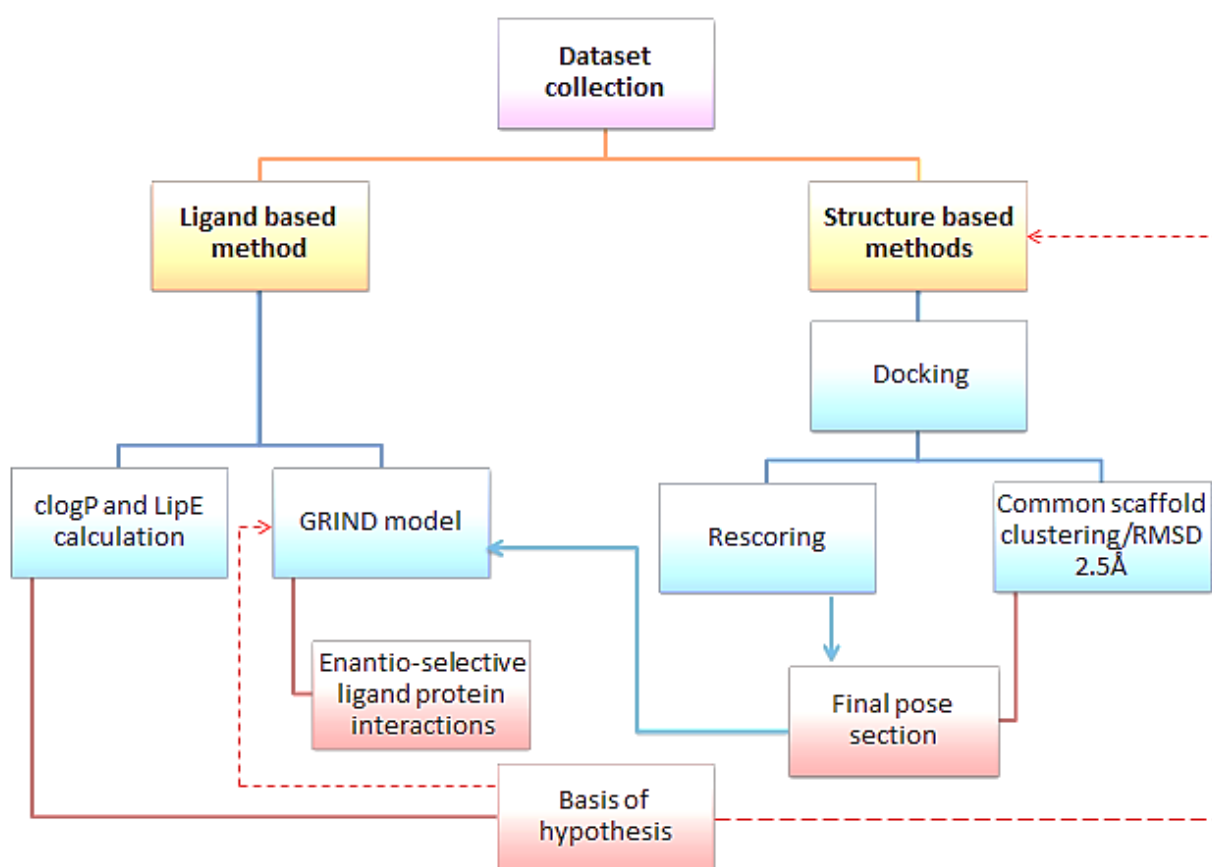 Dataset
collection
Ligand based
method
Structure based
methods
Docking
clogP and LipE
calculation
GRIND model
Rescoring
Common scaffold
clustering/RMSD
2.5Å
Enantio-selective
ligand protein
interactions
Final pose
section
Basis of
hypothesis